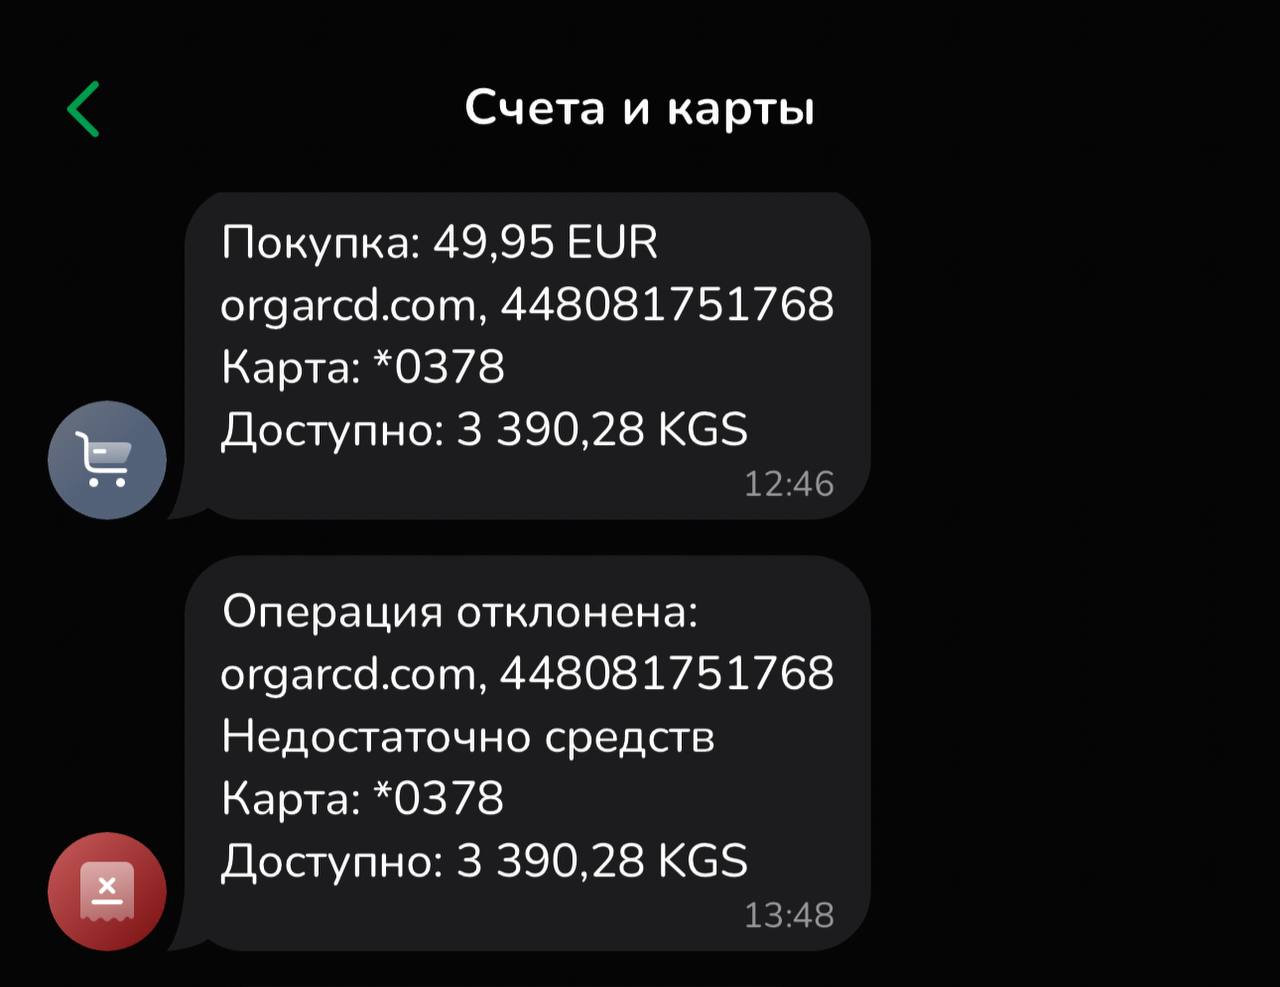 Счета и карты
Покупка: 49,95 EUR
orgarcd.com, 448081751768
Карта: *0378
Доступно: 3 390,28 KGS
12:46
Операция отклонена:
orgarcd.com, 448081751768
Недостаточно средств
Карта: *0378
Доступно: 3 390,28 KGS
13:48